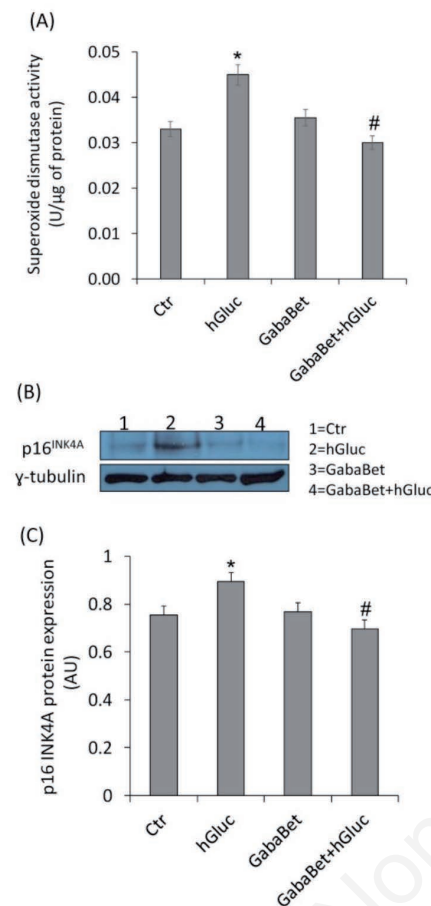 (A)
Superoxide dismutase activity
(U/µg of protein)
0.05
0.04
0.03
0.02
0.01
0.00
*
#
Ctr
hGluc
GabaBet
GabaBet+hGluc
(B)
1 2 3 4
p16INK4A
ɣ-tubulin
1=Ctr
2=hGluc
3=GabaBet
4=GabaBet+hGluc
(C)
p16 INK4A protein expression
(AU)
1
0.8
0.6
0.4
0.2
0
*
#
Ctr
hGluc
GabaBet
GabaBet+hGluc